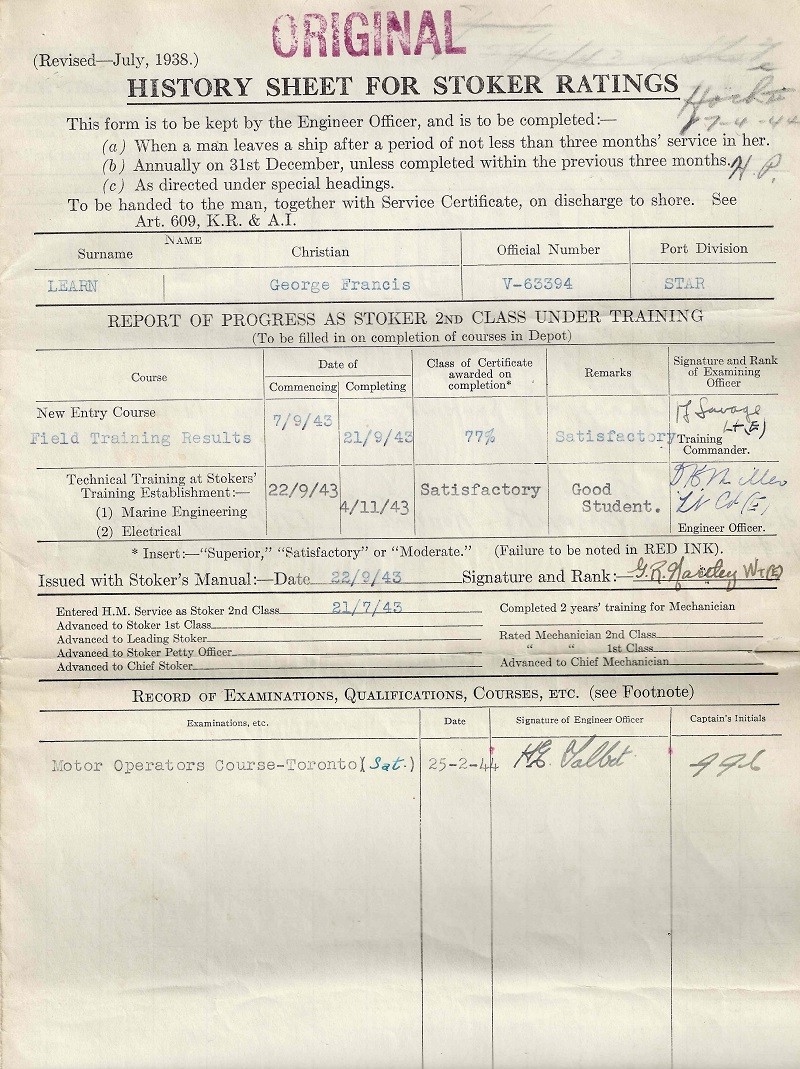 ORIGINAL
(Revised—July, 1938.)
HISTORY SHEET FOR STOKER RATINGS
7-4-44
This form is to be kept by the Engineer Officer, and is to be completed:—
(a) When a man leaves a ship after a period of not less than three months' service in her.
(b) Annually on 31st December, unless completed within the previous three months.
H.P.
(c) As directed under special headings.
To be handed to the man, together with Service Certificate, on discharge to shore. See
Art. 609, K.R. & A.I.
NAME
Surname Christian Official Number Port Division
LEARN George Francis V-63394 STAR
REPORT OF PROGRESS AS STOKER 2ND CLASS UNDER TRAINING
(To be filled in on completion of courses in Depot)
Course
Date of
Commencing Completing
Class of Certificate
awarded on
completion*
Remarks
Signature and Rank
of Examining
Officer
New Entry Course
Field Training Results
7/9/43
21/9/43
77%
Satisfactory
Savage
Lt (E)
Training
Commander.
Technical Training at Stokers'
Training Establishment:—
(1) Marine Engineering
(2) Electrical
22/9/43
4/11/43
Satisfactory
Good
Student.
Engineer Officer.
* Insert:—"Superior," "Satisfactory" or "Moderate." (Failure to be noted in RED INK).
Issued with Stoker's Manual:—Date 22/9/43 Signature and Rank:— G.R. Wt (E)
Entered H.M. Service as Stoker 2nd Class 21/7/43
Advanced to Stoker 1st Class
Advanced to Leading Stoker
Advanced to Stoker Petty Officer
Advanced to Chief Stoker
Completed 2 years' training for Mechanician
Rated Mechanician 2nd Class
" " 1st Class
Advanced to Chief Mechanician
RECORD OF EXAMINATIONS, QUALIFICATIONS, COURSES, ETC. (see Footnote)
Examinations, etc. Date Signature of Engineer Officer Captain's Initials
Motor Operators Course-Toronto (Sat.) 25-2-44 Talbot